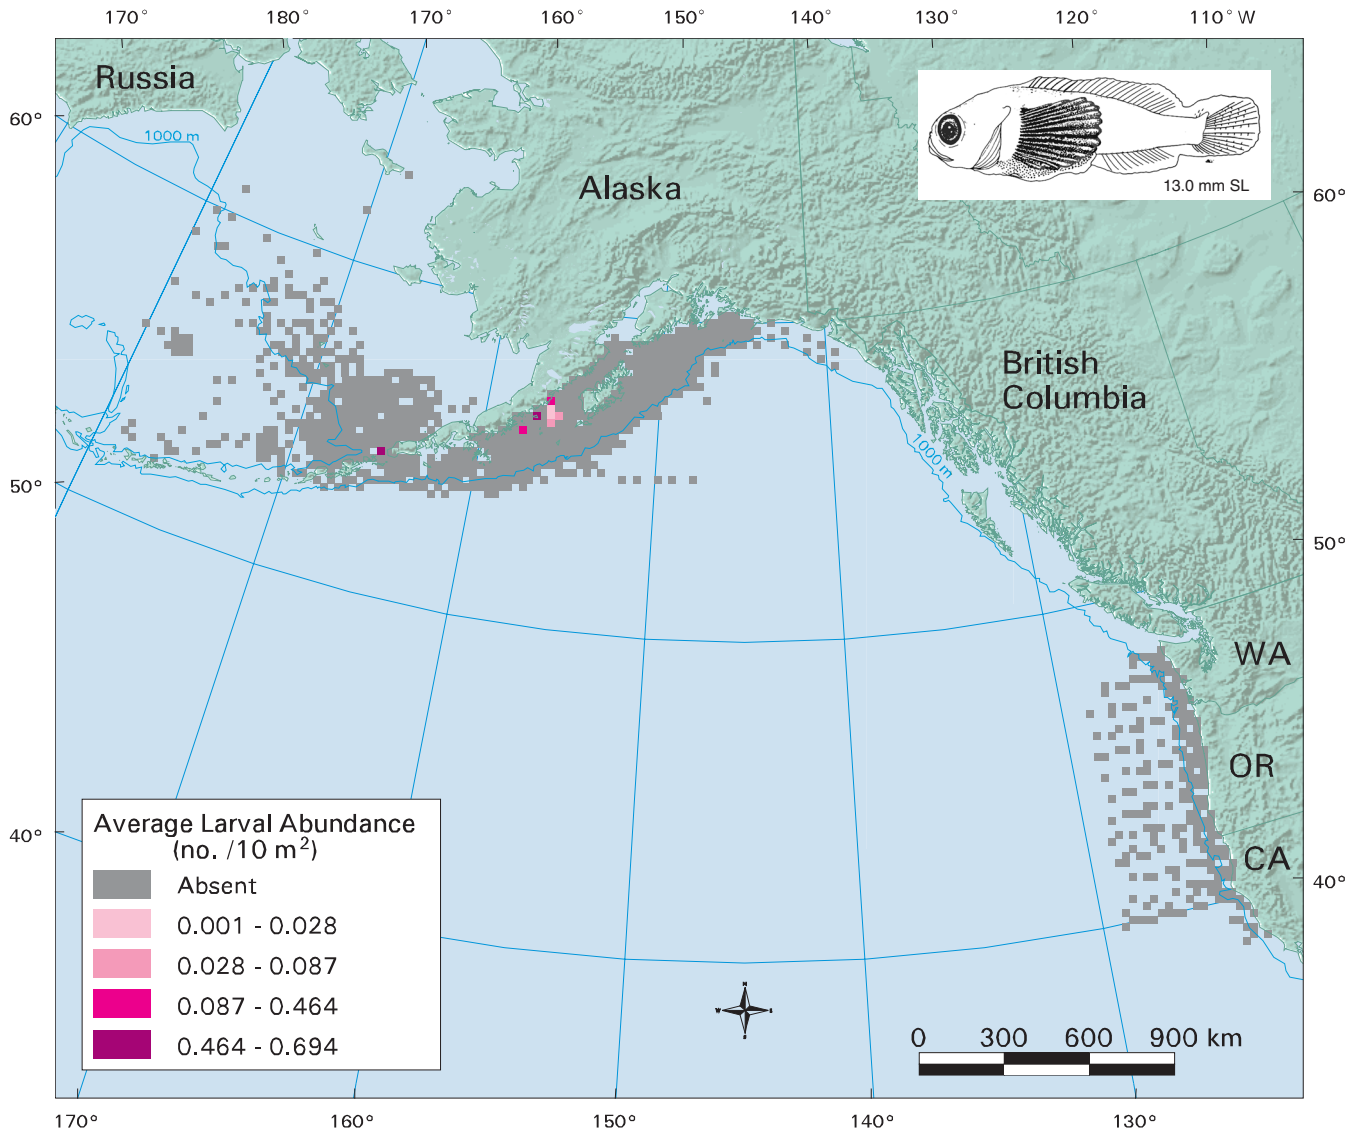 170° 180° 170° 160° 150° 140° 130° 120° 110° W
Russia
60°
1000 m
Alaska
13.0 mm SL
60°
British
Columbia
1000 m
50°
50°
WA
OR
CA
40°
40°
Average Larval Abundance
(no. /10 m²)
Absent
0.001 - 0.028
0.028 - 0.087
0.087 - 0.464
0.464 - 0.694
N
W
S
0 300 600 900 km
170° 160° 150° 140° 130°